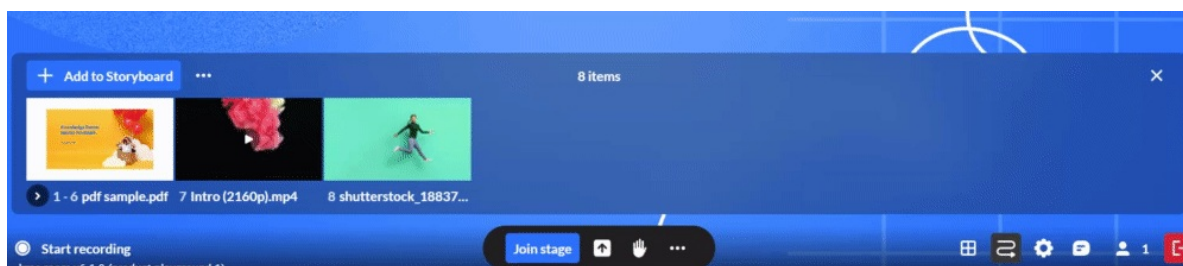 Add to Storyboard
8 items
1 - 6 pdf sample.pdf
7 Intro (2160p).mp4
8 shutterstock_18837...
Start recording
Join stage
1